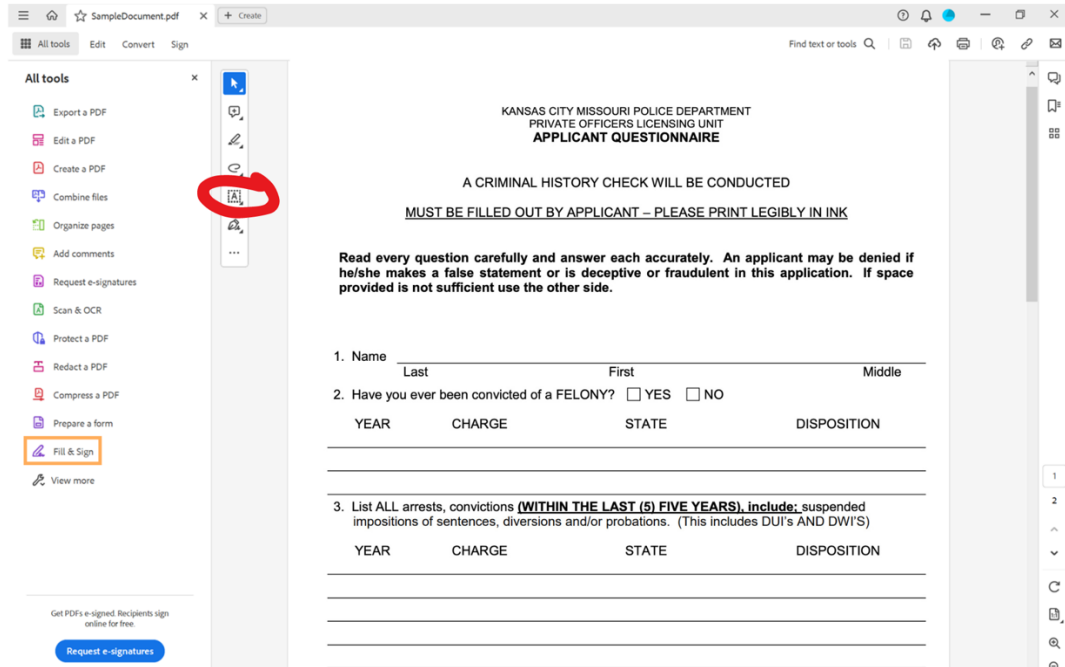 SampleDocument.pdf
+ Create
All tools
Edit
Convert
Sign
Find text or tools
All tools
Export a PDF
Edit a PDF
Create a PDF
Combine files
Organize pages
Add comments
Request e-signatures
Scan & OCR
Protect a PDF
Redact a PDF
Compress a PDF
Prepare a form
Fill & Sign
View more
Get PDFs e-signed. Recipients sign
online for free.
Request e-signatures
KANSAS CITY MISSOURI POLICE DEPARTMENT
PRIVATE OFFICERS LICENSING UNIT
APPLICANT QUESTIONNAIRE
A CRIMINAL HISTORY CHECK WILL BE CONDUCTED
MUST BE FILLED OUT BY APPLICANT – PLEASE PRINT LEGIBLY IN INK
Read every question carefully and answer each accurately. An applicant may be denied if
he/she makes a false statement or is deceptive or fraudulent in this application. If space
provided is not sufficient use the other side.
1. Name
Last First Middle
2. Have you ever been convicted of a FELONY? YES NO
YEAR CHARGE STATE DISPOSITION
3. List ALL arrests, convictions (WITHIN THE LAST (5) FIVE YEARS), include; suspended
impositions of sentences, diversions and/or probations. (This includes DUI's AND DWI'S)
YEAR CHARGE STATE DISPOSITION
1
2